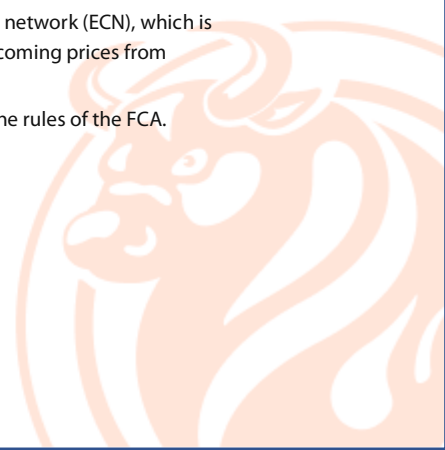 network (ECN), which is
coming prices from
ne rules of the FCA.